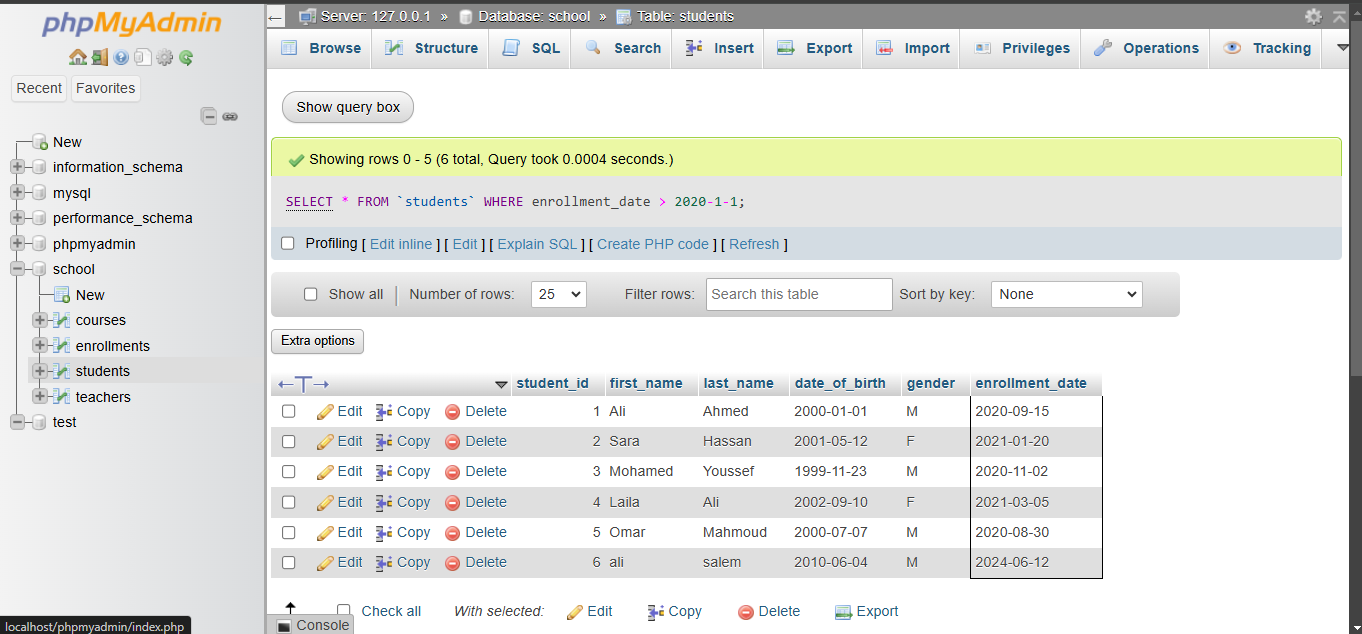 phpMyAdmin
Recent Favorites
New
information_schema
mysql
performance_schema
phpmyadmin
school
New
courses
enrollments
students
teachers
test
localhost/phpmyadmin/index.php
← Server: 127.0.0.1 » Database: school » Table: students
Browse Structure SQL Search Insert Export Import Privileges Operations Tracking
Show query box
Showing rows 0 - 5 (6 total, Query took 0.0004 seconds.)
SELECT * FROM `students` WHERE enrollment_date > 2020-1-1;
Profiling [ Edit inline ] [ Edit ] [ Explain SQL ] [ Create PHP code ] [ Refresh ]
Show all Number of rows: 25 Filter rows: Search this table Sort by key: None
Extra options
←T→ student_id first_name last_name date_of_birth gender enrollment_date
Edit Copy Delete 1 Ali Ahmed 2000-01-01 M 2020-09-15
Edit Copy Delete 2 Sara Hassan 2001-05-12 F 2021-01-20
Edit Copy Delete 3 Mohamed Youssef 1999-11-23 M 2020-11-02
Edit Copy Delete 4 Laila Ali 2002-09-10 F 2021-03-05
Edit Copy Delete 5 Omar Mahmoud 2000-07-07 M 2020-08-30
Edit Copy Delete 6 ali salem 2010-06-04 M 2024-06-12
Check all With selected: Edit Copy Delete Export
Console